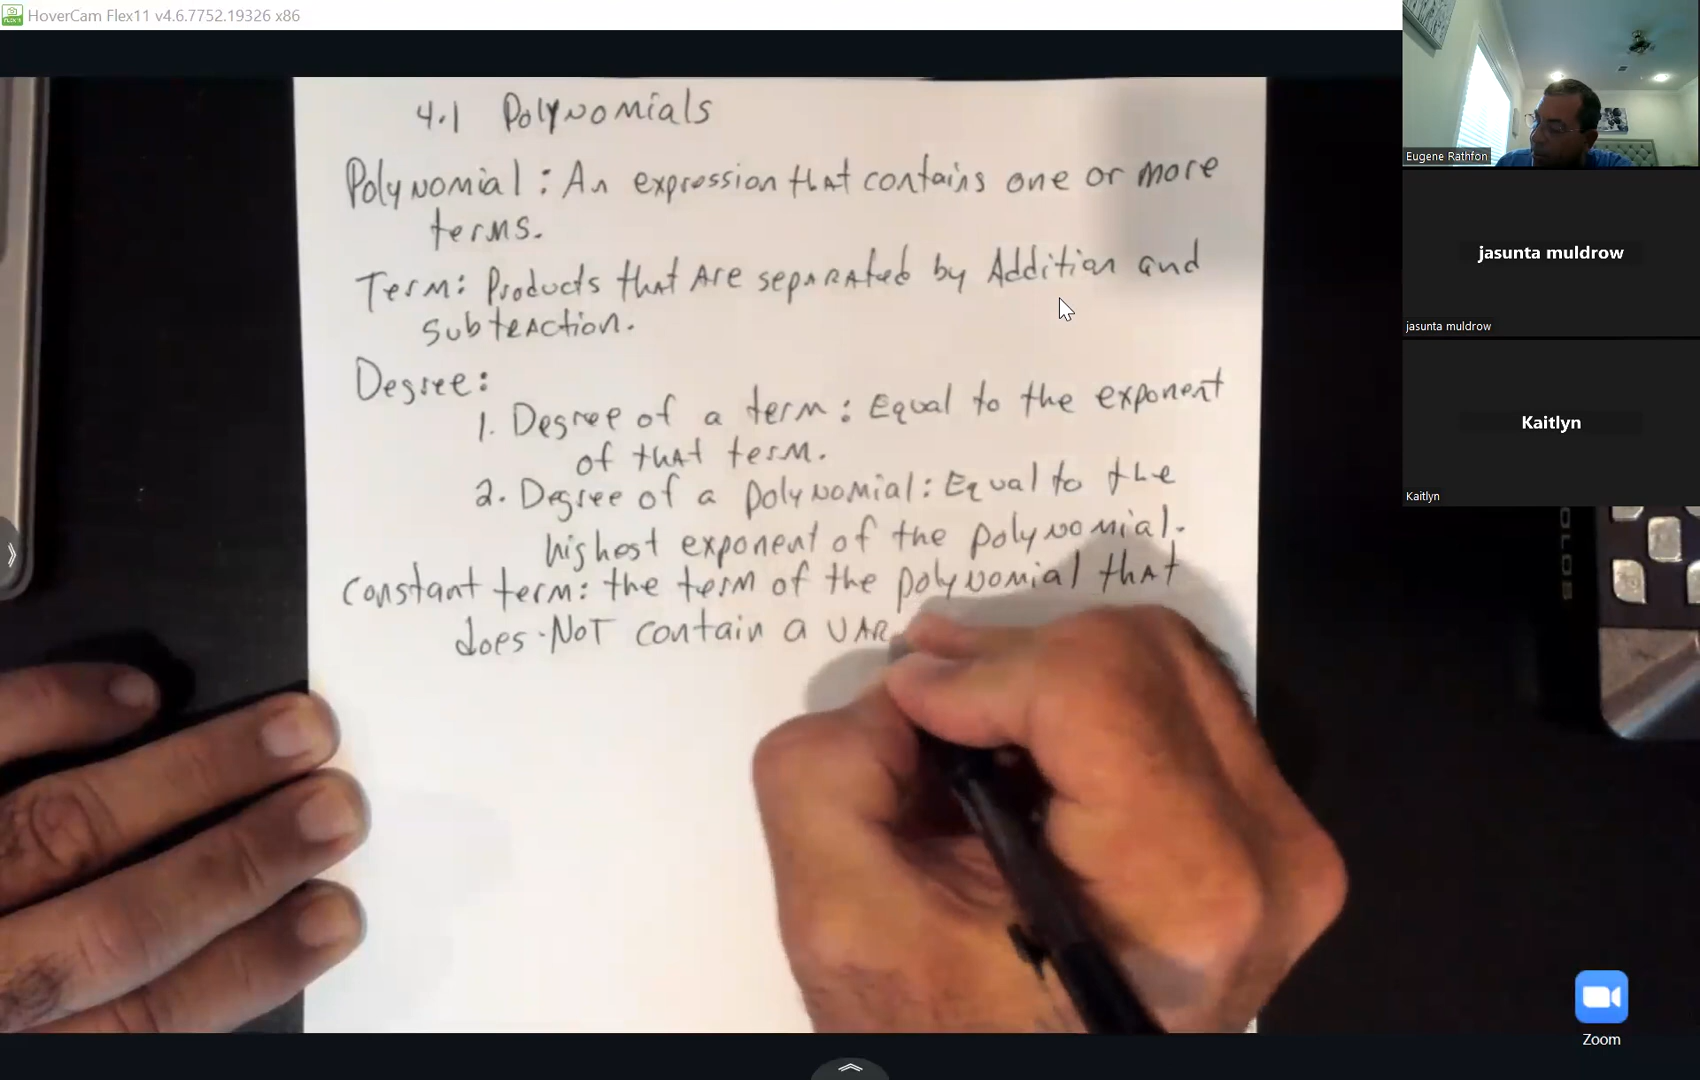 HoverCam Flex11 v4.6.7752.19326 x86
4.1 Polynomials
Polynomial: An expression that contains one or more
terms.
Term: Products that are separated by Addition and
subtraction.
Degree:
1. Degree of a term: Equal to the exponent
of that term.
2. Degree of a polynomial: Equal to the
highest exponent of the polynomial.
Constant term: the term of the polynomial that
does NOT contain a VAR
Eugene Rathfon
jasunta muldrow
jasunta muldrow
Kaitlyn
Kaitlyn
Zoom